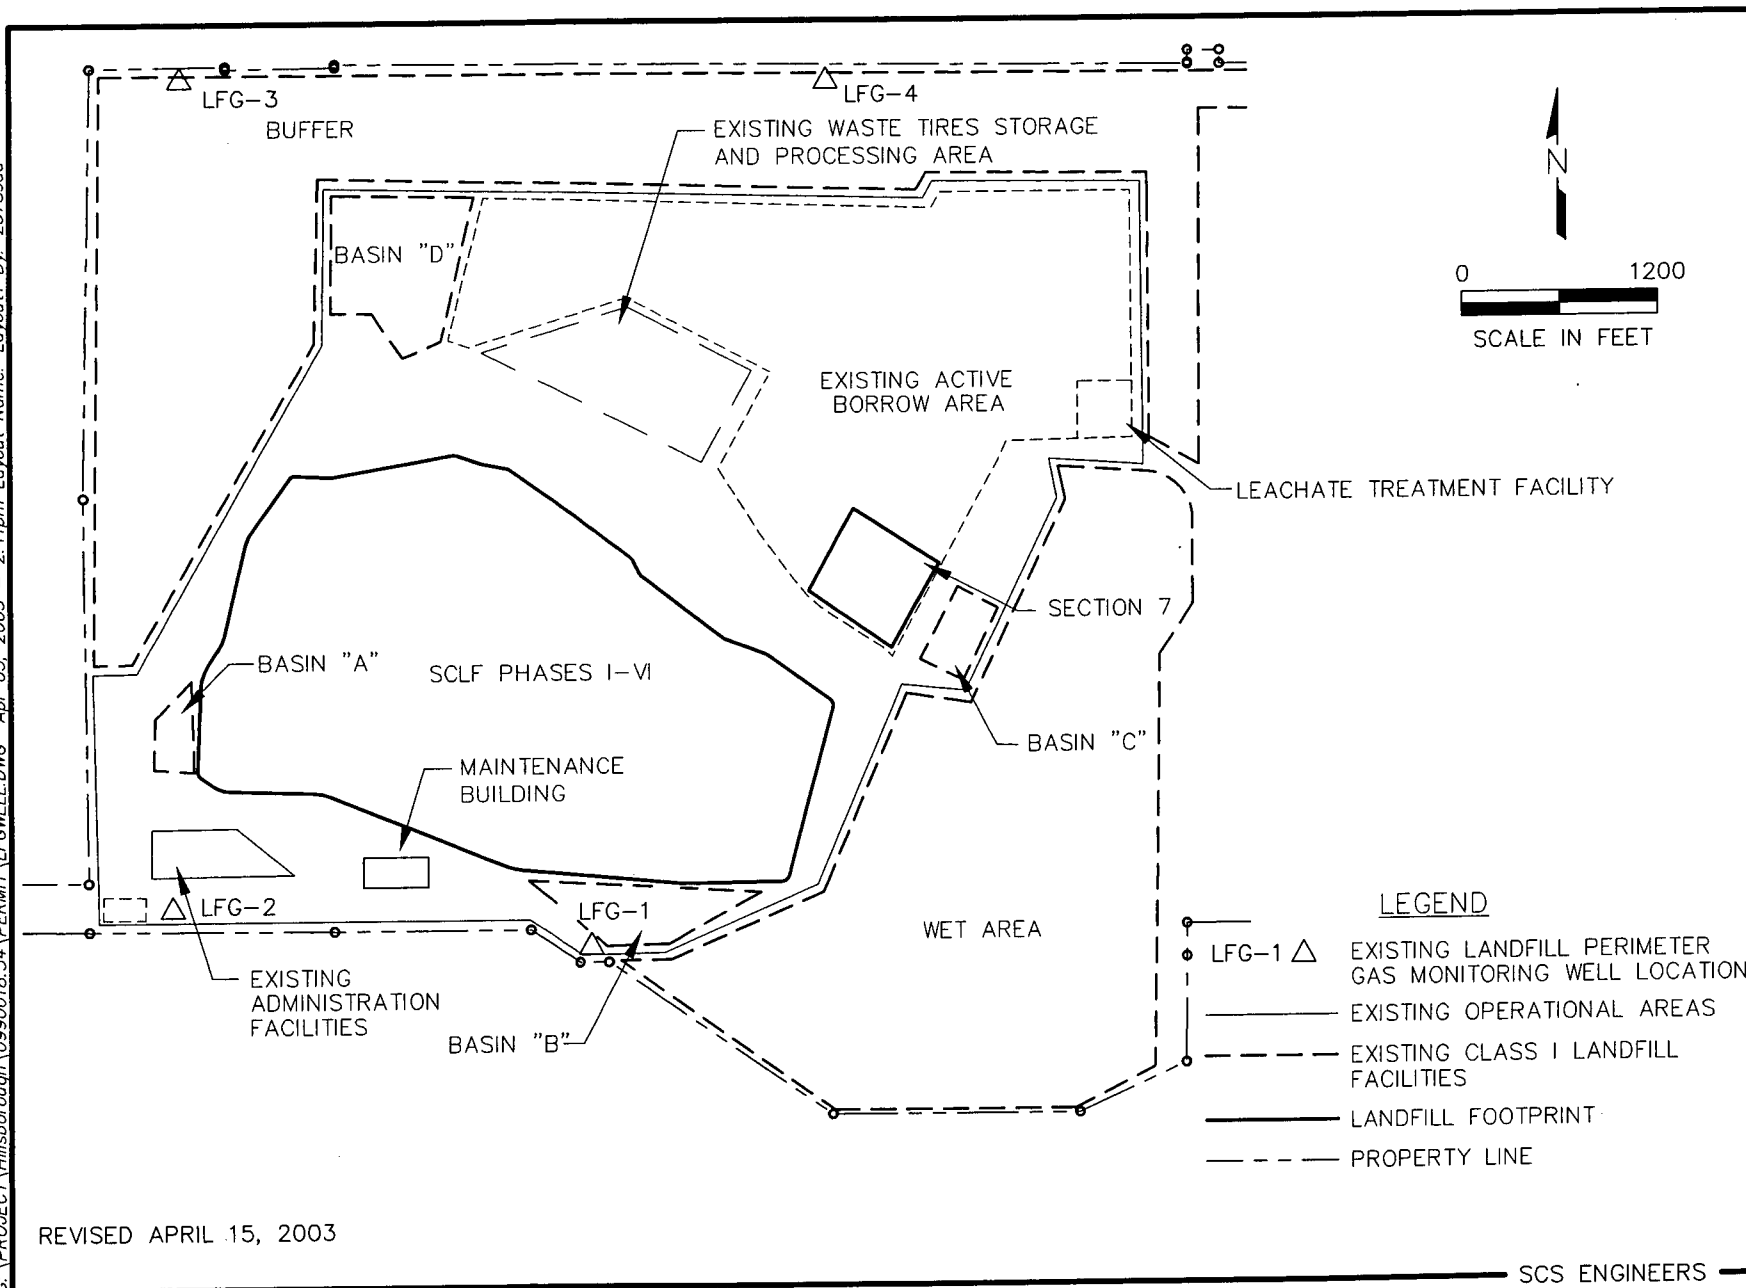 LFG-3
LFG-4
BUFFER
EXISTING WASTE TIRES STORAGE
AND PROCESSING AREA
N
BASIN "D"
0 1200
SCALE IN FEET
EXISTING ACTIVE
BORROW AREA
LEACHATE TREATMENT FACILITY
SECTION 7
BASIN "A"
SCLF PHASES I-VI
BASIN "C"
MAINTENANCE
BUILDING
LFG-2
LFG-1
WET AREA
EXISTING
ADMINISTRATION
FACILITIES
BASIN "B"
LEGEND
LFG-1
EXISTING LANDFILL PERIMETER
GAS MONITORING WELL LOCATION
EXISTING OPERATIONAL AREAS
EXISTING CLASS I LANDFILL
FACILITIES
LANDFILL FOOTPRINT
PROPERTY LINE
REVISED APRIL 15, 2003
SCS ENGINEERS